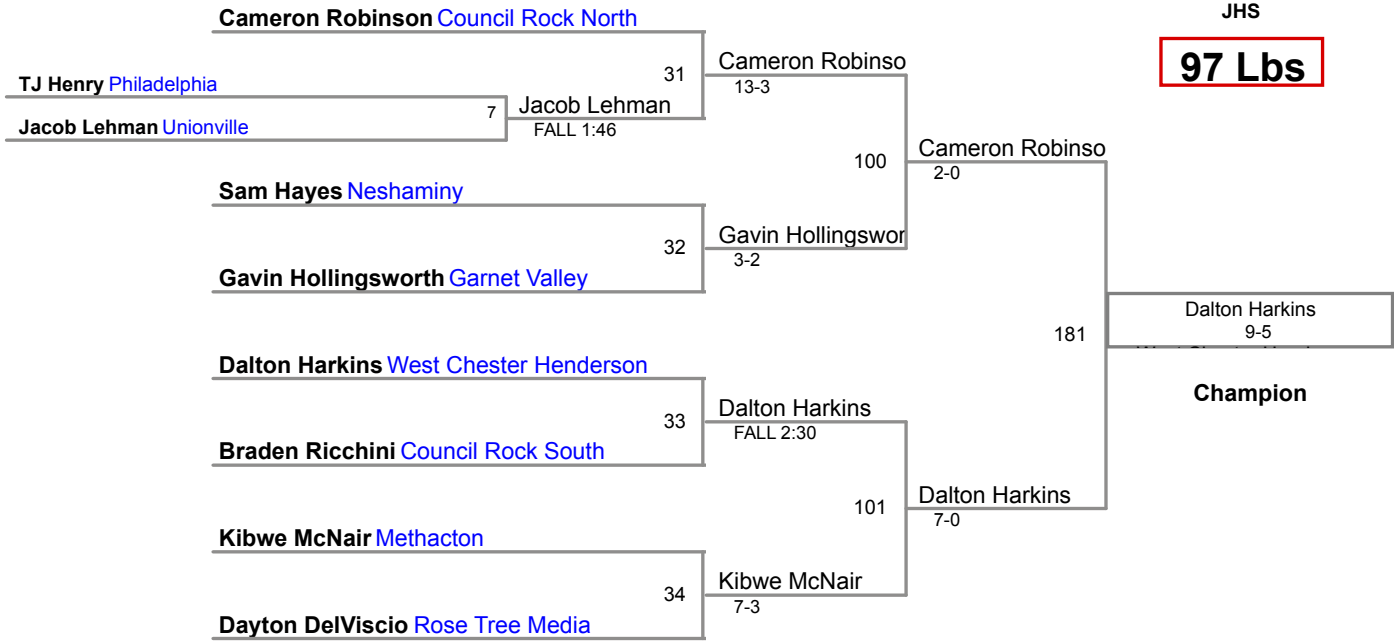 JHS
97 Lbs
Cameron Robinson Council Rock North
TJ Henry Philadelphia
7
Jacob Lehman Unionville
Jacob Lehman
FALL 1:46
31
Cameron Robinso
13-3
Sam Hayes Neshaminy
32
Gavin Hollingsworth Garnet Valley
Gavin Hollingswor
3-2
100
Cameron Robinso
2-0
Dalton Harkins West Chester Henderson
33
Braden Ricchini Council Rock South
Dalton Harkins
FALL 2:30
Kibwe McNair Methacton
34
Dayton DelViscio Rose Tree Media
Kibwe McNair
7-3
101
Dalton Harkins
7-0
181
Dalton Harkins
9-5
Champion